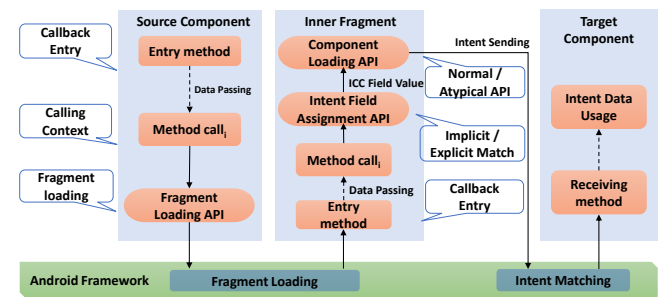 Source Component
Inner Fragment
Target
Component
Callback
Entry
Entry method
Data Passing
Calling
Context
Method call i
Fragment
loading
Fragment
Loading API
Component
Loading API
ICC Field Value
Intent Field
Assignment API
Method call i
Data Passing
Entry
method
Intent Sending
Normal /
Atypical API
Implicit /
Explicit Match
Callback
Entry
Intent Data
Usage
Receiving
method
Android Framework
Fragment Loading
Intent Matching